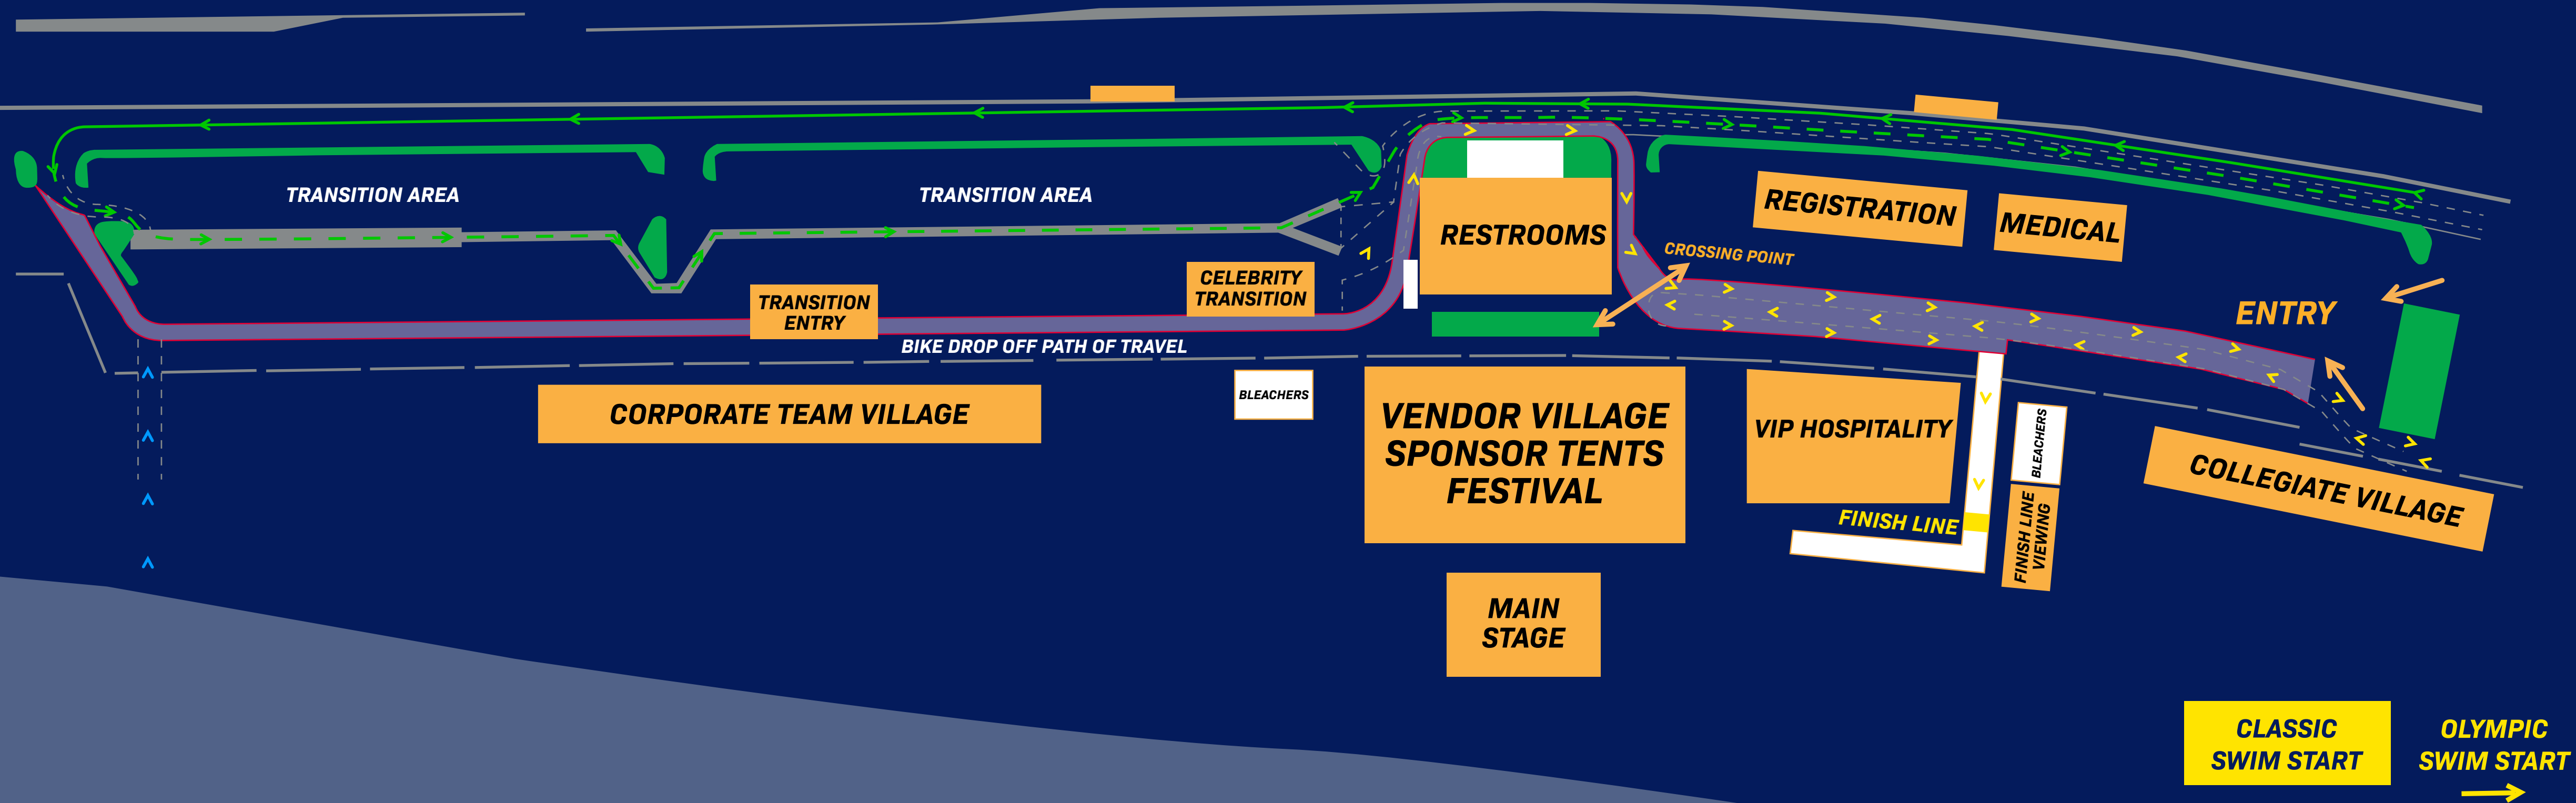 TRANSITION AREA
TRANSITION AREA
RESTROOMS
REGISTRATION
MEDICAL
CROSSING POINT
CELEBRITY
TRANSITION
TRANSITION
ENTRY
ENTRY
BIKE DROP OFF PATH OF TRAVEL
CORPORATE TEAM VILLAGE
BLEACHERS
VENDOR VILLAGE
SPONSOR TENTS
FESTIVAL
VIP HOSPITALITY
BLEACHERS
COLLEGIATE VILLAGE
FINISH LINE
FINISH LINE
VIEWING
MAIN
STAGE
CLASSIC
SWIM START
OLYMPIC
SWIM START